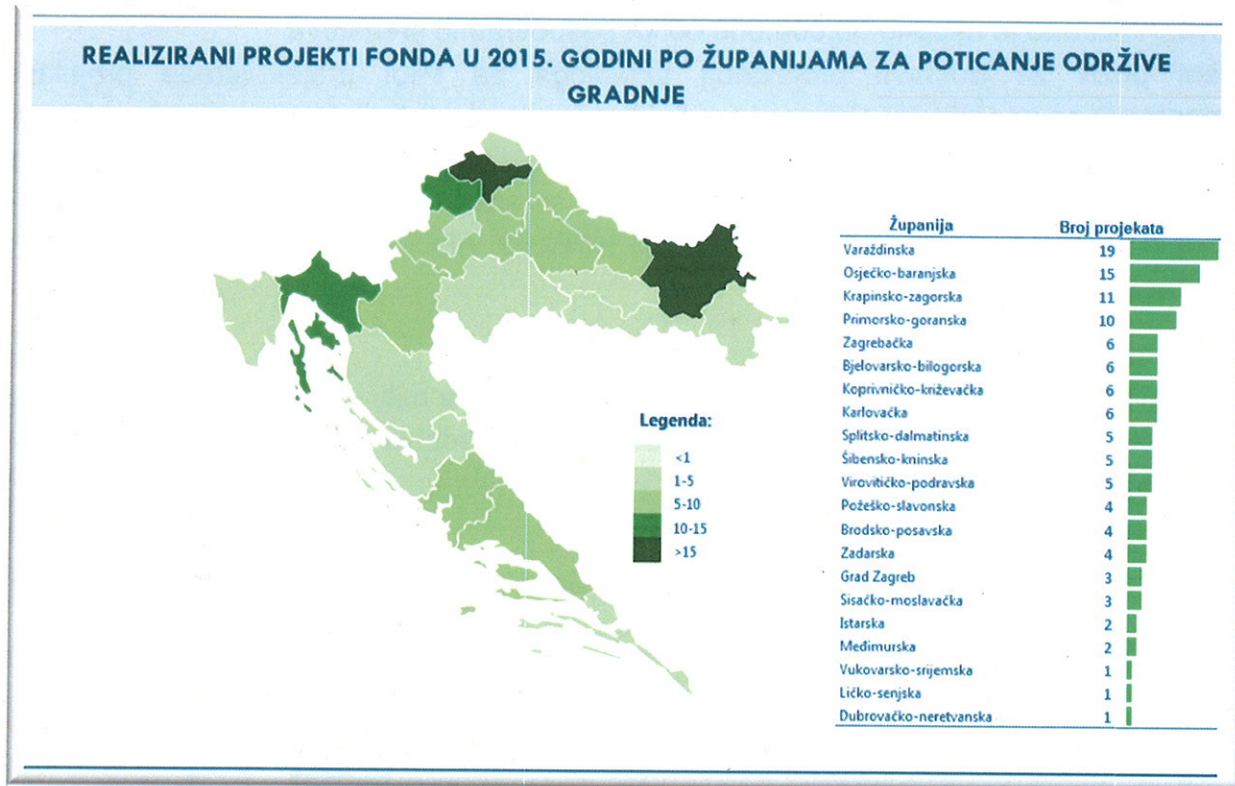 REALIZIRANI PROJEKTI FONDA U 2015. GODINI PO ŽUPANIJAMA ZA POTICANJE ODRŽIVE
GRADNJE
Županija Broj projekata
Varaždinska 19
Osječko-baranjska 15
Krapinsko-zagorska 11
Primorsko-goranska 10
Zagrebačka 6
Bjelovarsko-bilogorska 6
Koprivničko-križevačka 6
Karlovačka 6
Splitsko-dalmatinska 5
Šibensko-kninska 5
Virovitičko-podravska 5
Požeško-slavonska 4
Brodsko-posavska 4
Zadarska 4
Grad Zagreb 3
Sisačko-moslavačka 3
Istarska 2
Međimurska 2
Vukovarsko-srijemska 1
Ličko-senjska 1
Dubrovačko-neretvanska 1
Legenda:
<1
1-5
5-10
10-15
>15